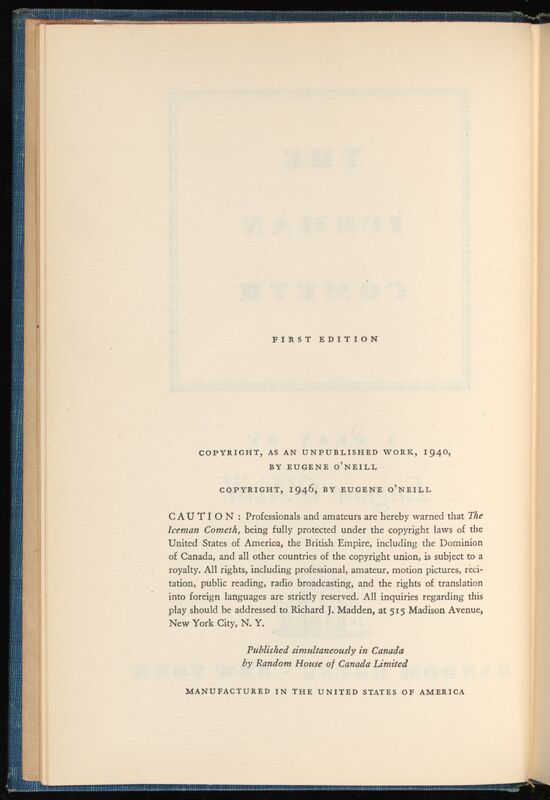 FIRST EDITION
COPYRIGHT, AS AN UNPUBLISHED WORK, 1940,
BY EUGENE O'NEILL
COPYRIGHT, 1946, BY EUGENE O'NEILL
CAUTION: Professionals and amateurs are hereby warned that The
Iceman Cometh, being fully protected under the copyright laws of the
United States of America, the British Empire, including the Dominion
of Canada, and all other countries of the copyright union, is subject to a
royalty. All rights, including professional, amateur, motion pictures, reci-
tation, public reading, radio broadcasting, and the rights of translation
into foreign languages are strictly reserved. All inquiries regarding this
play should be addressed to Richard J. Madden, at 515 Madison Avenue,
New York City, N. Y.
Published simultaneously in Canada
by Random House of Canada Limited
MANUFACTURED IN THE UNITED STATES OF AMERICA